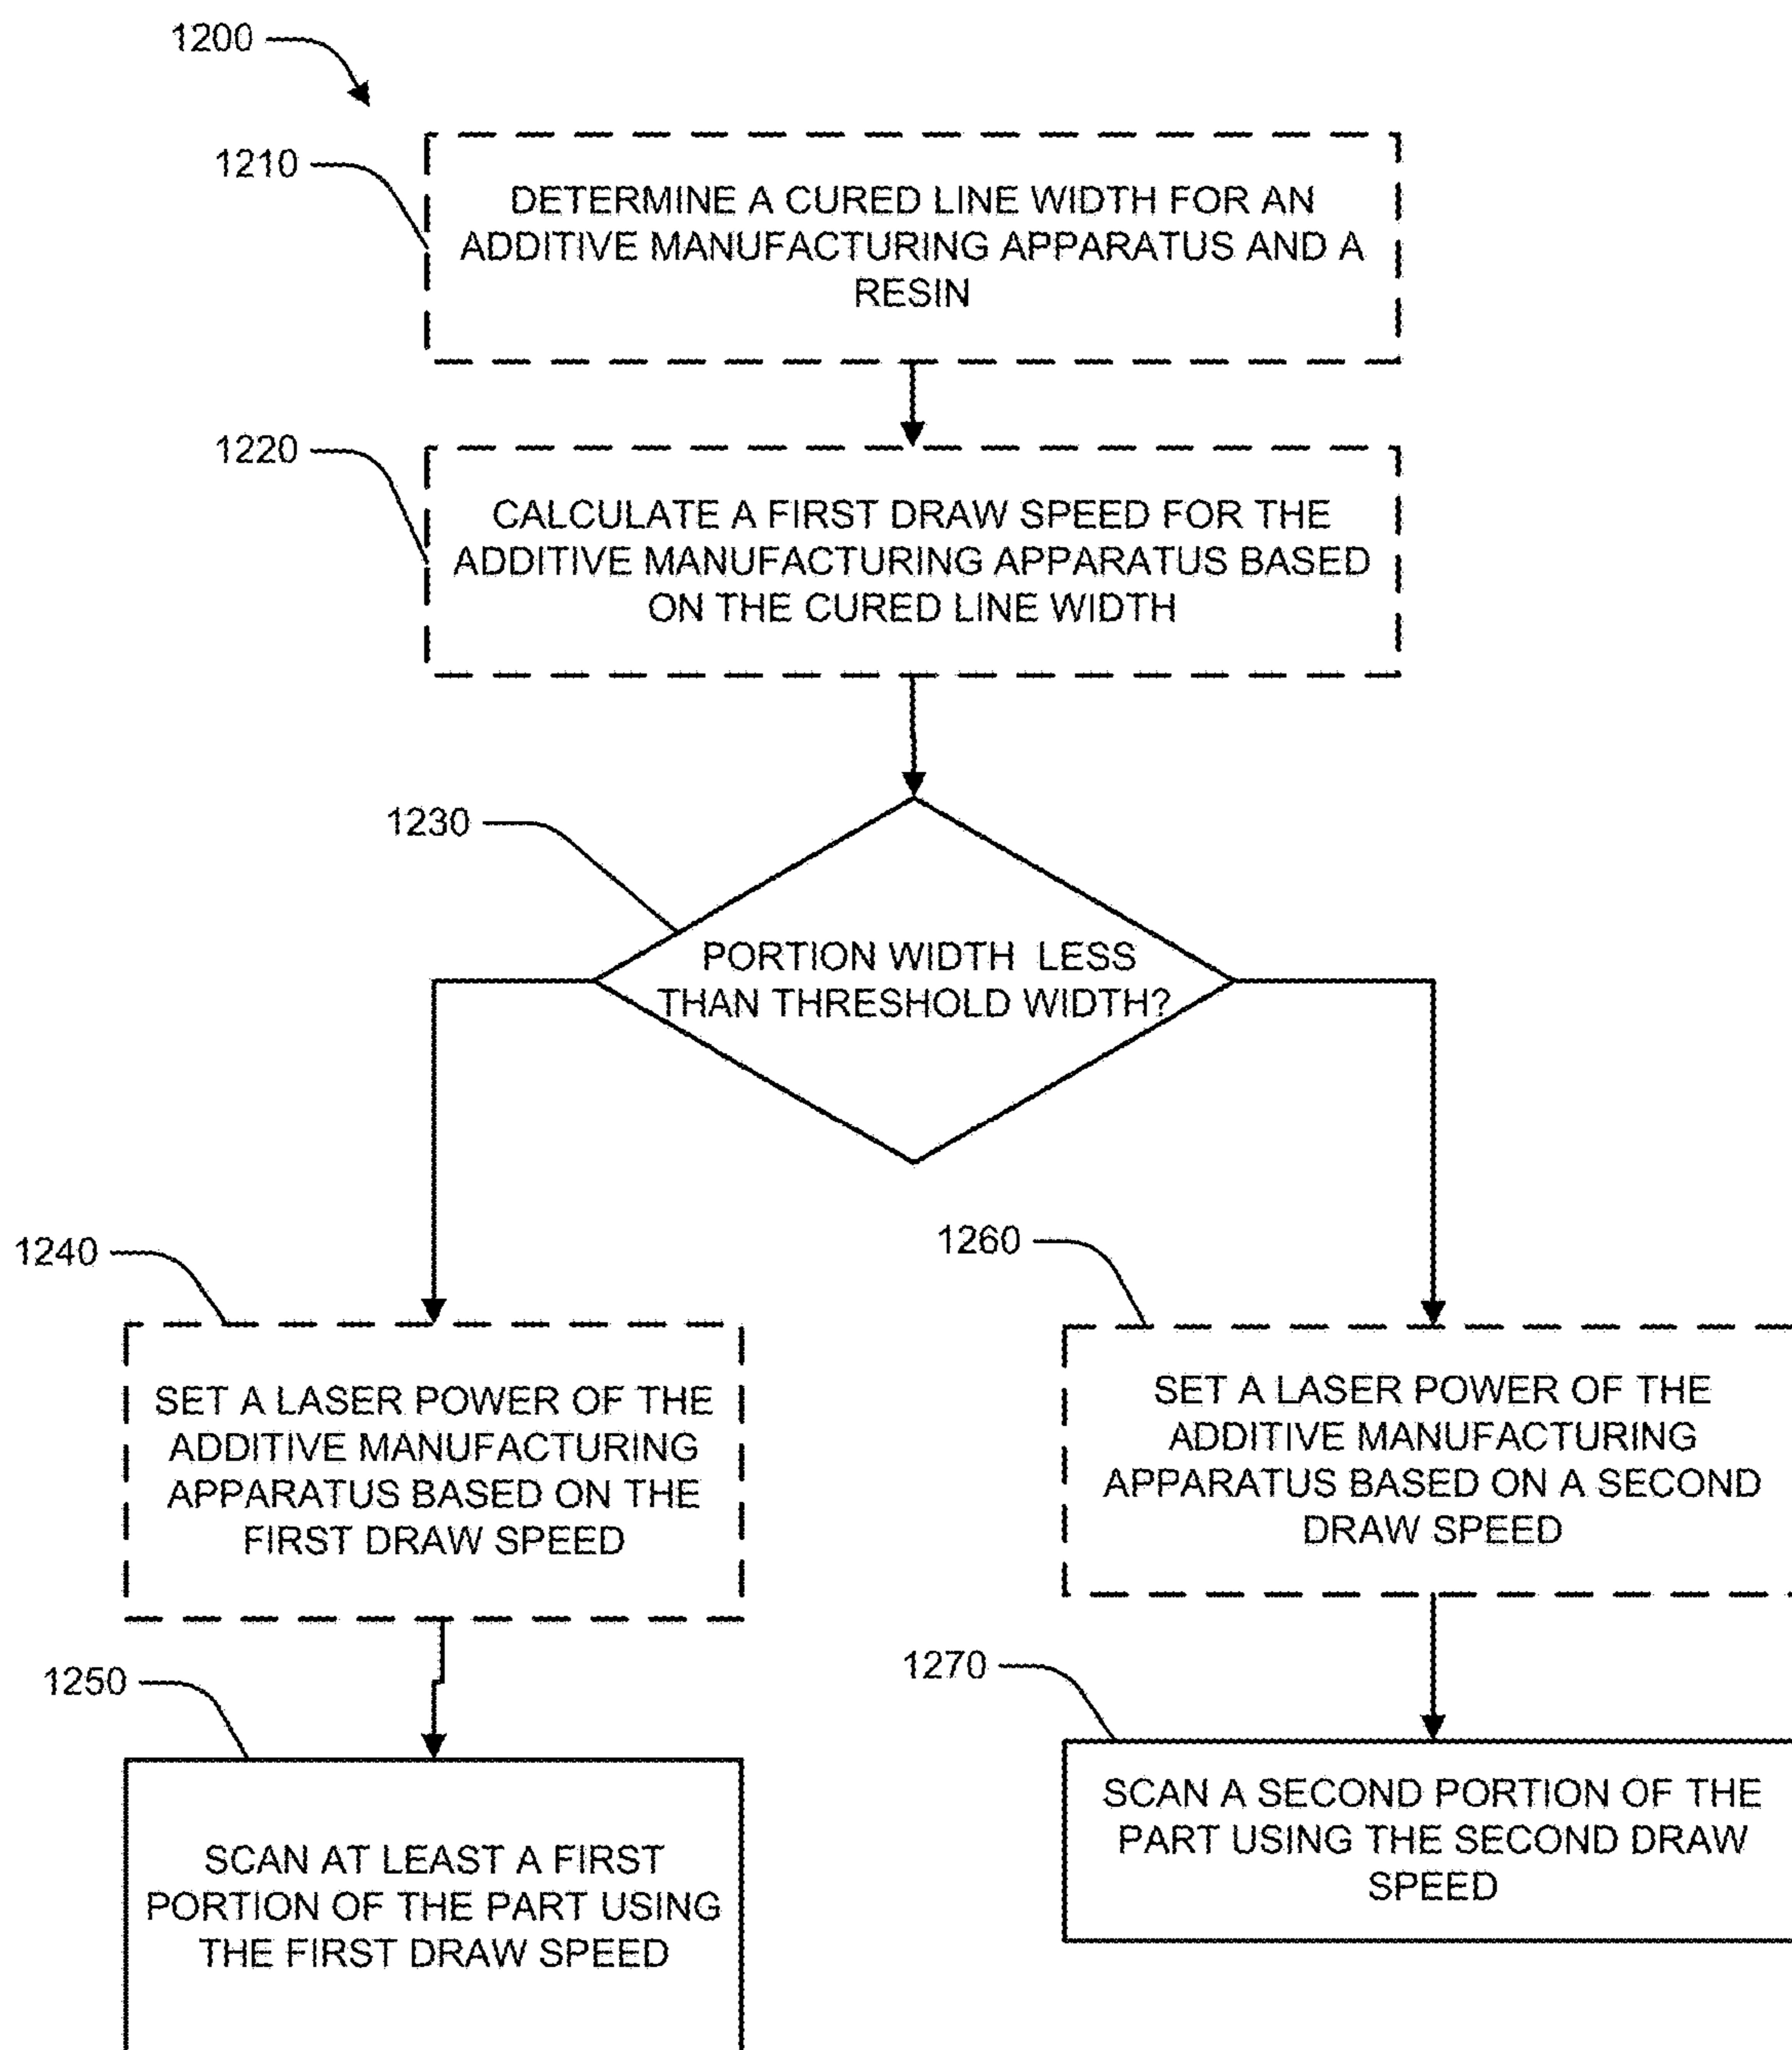 1200
1210
DETERMINE A CURED LINE WIDTH FOR AN
ADDITIVE MANUFACTURING APPARATUS AND A
RESIN
1220
CALCULATE A FIRST DRAW SPEED FOR THE
ADDITIVE MANUFACTURING APPARATUS BASED
ON THE CURED LINE WIDTH
1230
PORTION WIDTH LESS
THAN THRESHOLD WIDTH?
1240
SET A LASER POWER OF THE
ADDITIVE MANUFACTURING
APPARATUS BASED ON THE
FIRST DRAW SPEED
1260
SET A LASER POWER OF THE
ADDITIVE MANUFACTURING
APPARATUS BASED ON A SECOND
DRAW SPEED
1250
SCAN AT LEAST A FIRST
PORTION OF THE PART USING
THE FIRST DRAW SPEED
1270
SCAN A SECOND PORTION OF THE
PART USING THE SECOND DRAW
SPEED